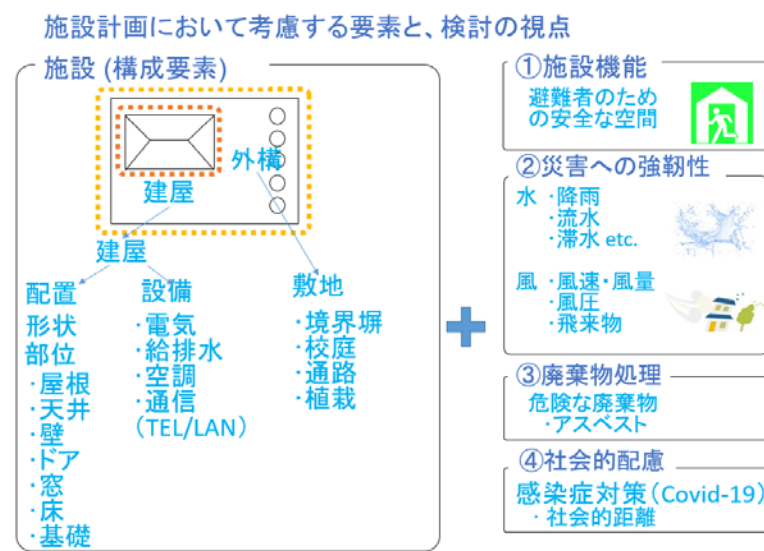 施設計画において考慮する要素と、検討の視点
施設 (構成要素)
外構
建屋
建屋
配置
形状
部位
・屋根
・天井
・壁
・ドア
・窓
・床
・基礎
設備
・電気
・給排水
・空調
・通信
（TEL/LAN）
敷地
・境界塀
・校庭
・通路
・植栽
①施設機能
避難者のため
の安全な空間
②災害への強靭性
水 ・降雨
・流水
・滞水 etc.
風 ・風速・風量
・風圧
・飛来物
③廃棄物処理
危険な廃棄物
・アスベスト
④社会的配慮
感染症対策（Covid-19）
・社会的距離